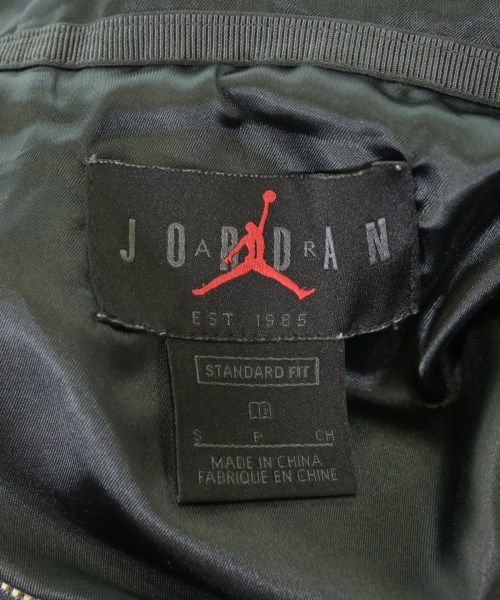 JORDAN
AIR
EST 1985
STANDARD FIT
S P CH
MADE IN CHINA
FABRIQUE EN CHINE